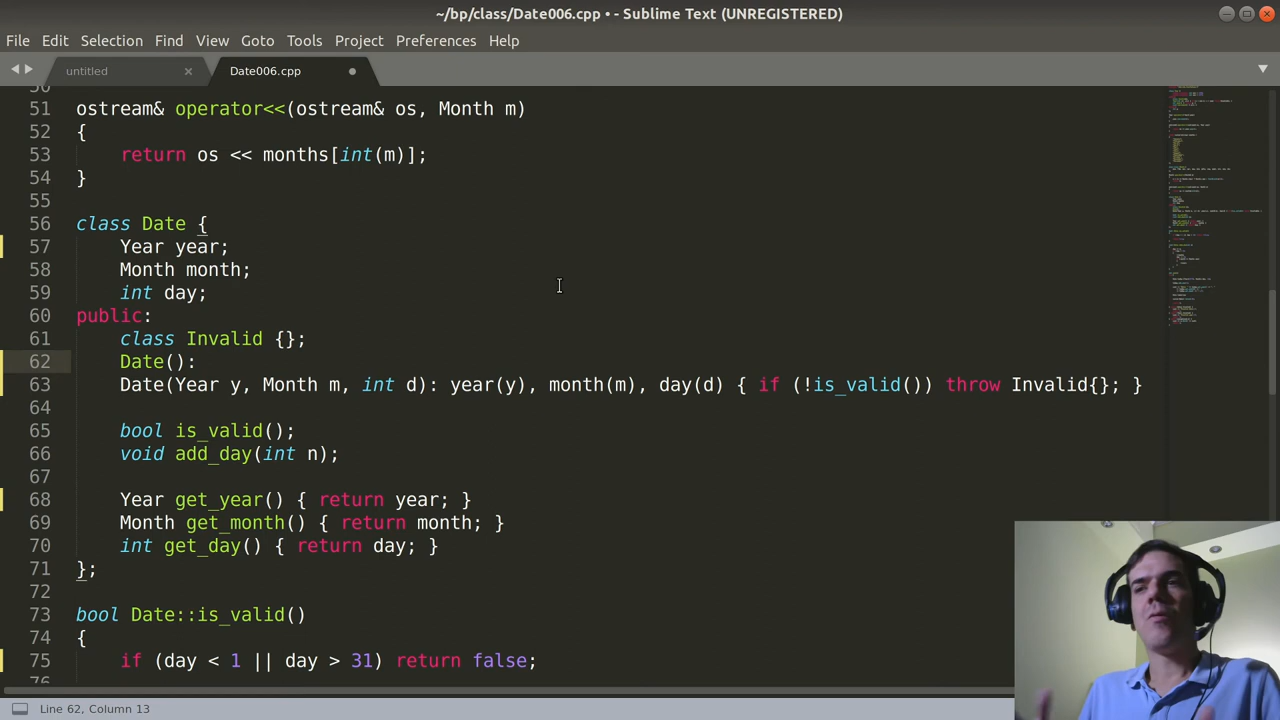 ~/bp/class/Date006.cpp • - Sublime Text (UNREGISTERED)
File Edit Selection Find View Goto Tools Project Preferences Help
untitled × Date006.cpp
50
51 ostream& operator<<(ostream& os, Month m)
52 {
53 return os << months[int(m)];
54 }
55
56 class Date {
57 Year year;
58 Month month;
59 int day;
60 public:
61 class Invalid {};
62 Date():
63 Date(Year y, Month m, int d): year(y), month(m), day(d) { if (!is_valid()) throw Invalid{}; }
64
65 bool is_valid();
66 void add_day(int n);
67
68 Year get_year() { return year; }
69 Month get_month() { return month; }
70 int get_day() { return day; }
71 };
72
73 bool Date::is_valid()
74 {
75 if (day < 1 || day > 31) return false;
76
Line 62, Column 13